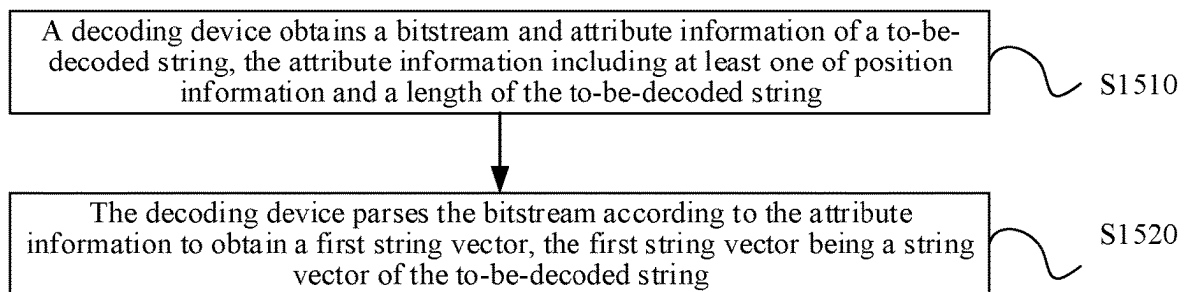 A decoding device obtains a bitstream and attribute information of a to-be-
decoded string, the attribute information including at least one of position
information and a length of the to-be-decoded string
S1510
The decoding device parses the bitstream according to the attribute
information to obtain a first string vector, the first string vector being a string
vector of the to-be-decoded string
S1520